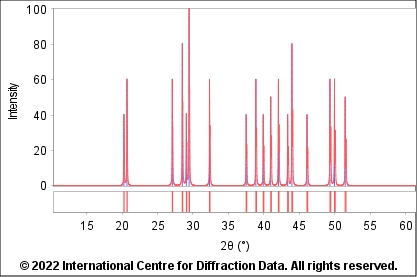 100
80
60
40
20
0
Intensity
15 20 25 30 35 40 45 50 55 60
2θ (°)
© 2022 International Centre for Diffraction Data. All rights reserved.